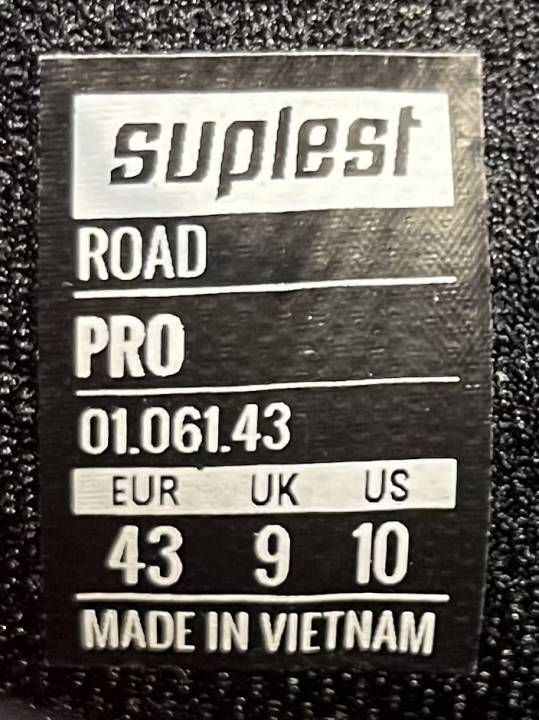 suplest
ROAD
PRO
01.061.43
EUR UK US
43 9 10
MADE IN VIETNAM